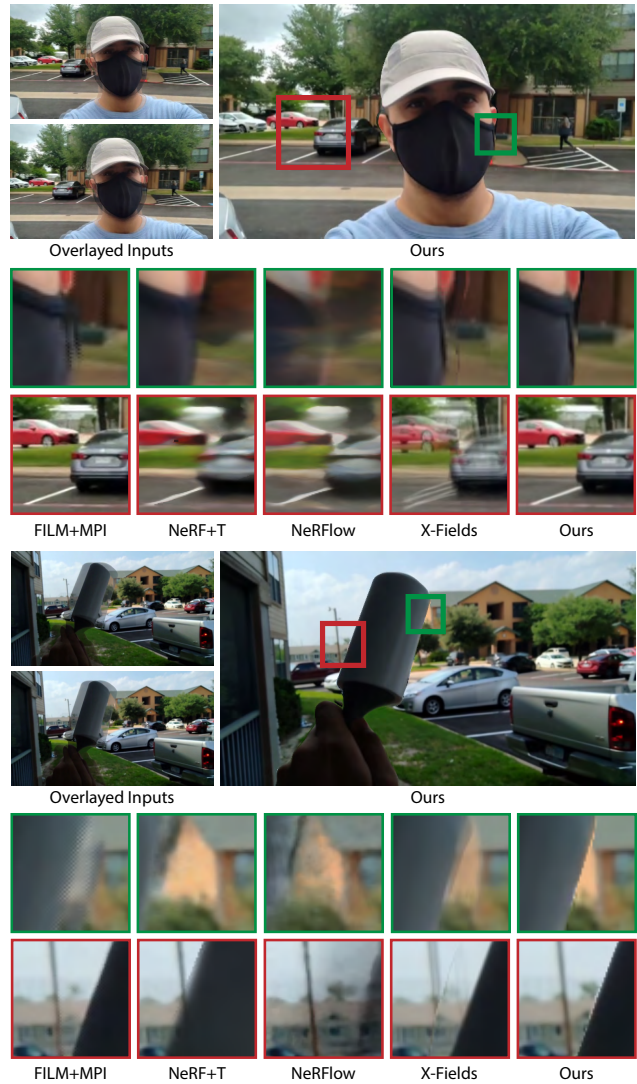 Overlayed Inputs
Ours
FILM+MPI
NeRF+T
NeRFlow
X-Fields
Ours
Overlayed Inputs
Ours
FILM+MPI
NeRF+T
NeRFlow
X-Fields
Ours